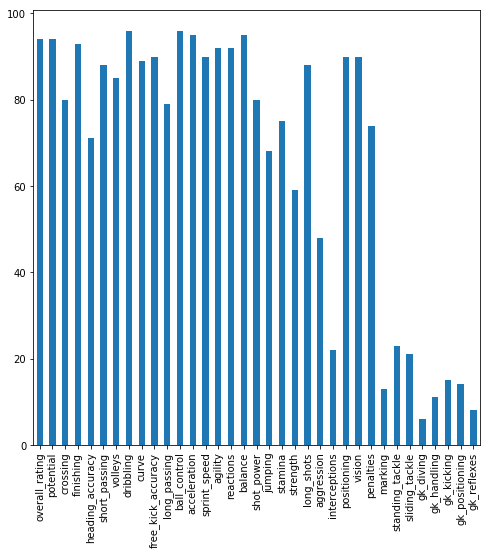 100
80
60
40
20
0
overall_rating
potential
crossing
finishing
heading_accuracy
short_passing
volleys
dribbling
curve
free_kick_accuracy
long_passing
ball_control
acceleration
sprint_speed
agility
reactions
balance
shot_power
jumping
stamina
strength
long_shots
aggression
interceptions
positioning
vision
penalties
marking
standing_tackle
sliding_tackle
gk_diving
gk_handling
gk_kicking
gk_positioning
gk_reflexes